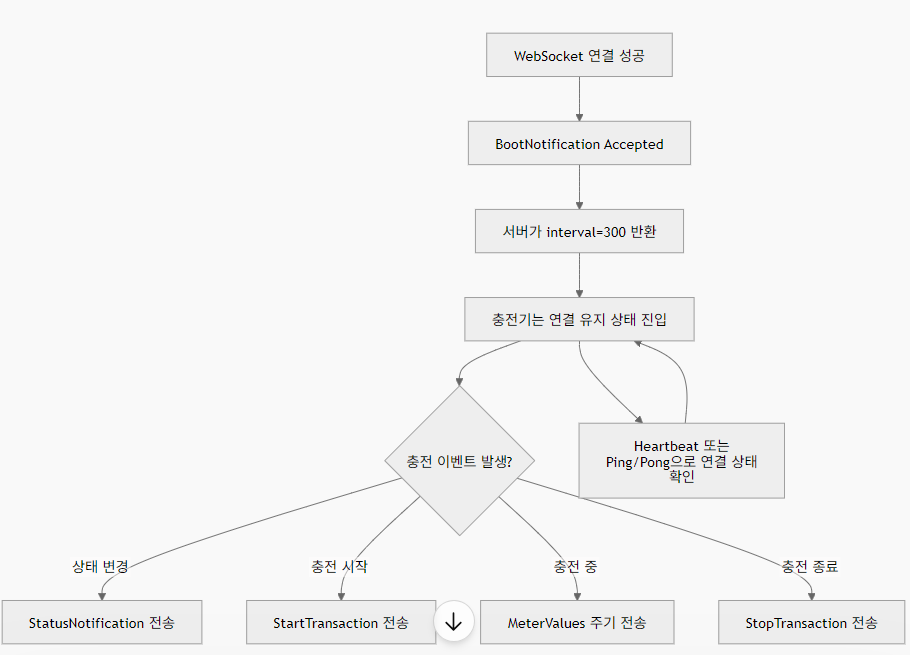 WebSocket 연결 성공
BootNotification Accepted
서버가 interval=300 반환
충전기는 연결 유지 상태 진입
충전 이벤트 발생?
Heartbeat 또는
Ping/Pong으로 연결 상태
확인
상태 변경
충전 시작
충전 중
충전 종료
StatusNotification 전송
StartTransaction 전송
MeterValues 주기 전송
StopTransaction 전송